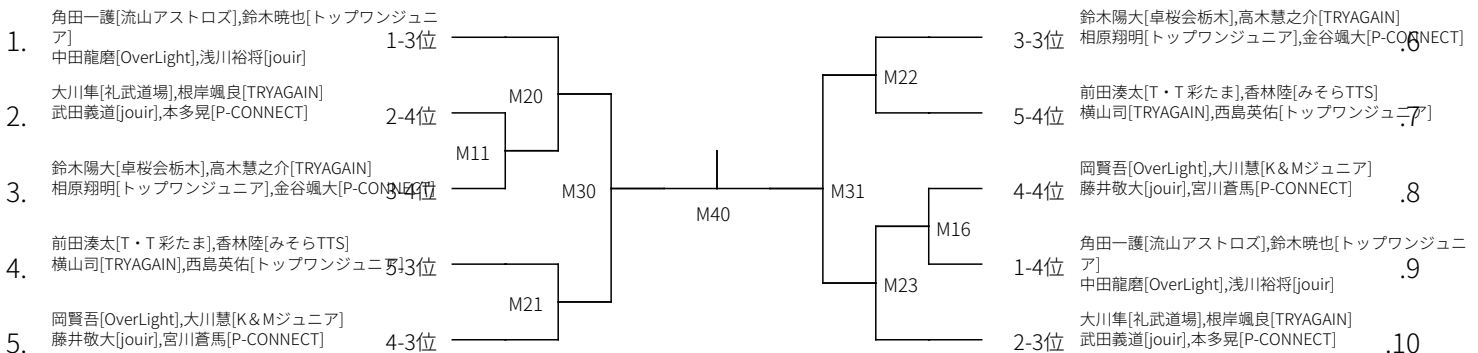 1.
角田一護[流山アストロズ],鈴木暁也[トップワンジュニ
ア]
中田龍磨[OverLight],浅川裕将[jouir]
1-3位
2.
大川隼[礼武道場],根岸颯良[TRYAGAIN]
武田義道[jouir],本多晃[P-CONNECT]
2-4位
3.
鈴木陽大[卓桜会栃木],高木慧之介[TRYAGAIN]
相原翔明[トップワンジュニア],金谷颯大[P-CONNECT]
3-4位
4.
前田湊太[T・T彩たま],香林陸[みそらTTS]
横山司[TRYAGAIN],西島英佑[トップワンジュニア]
5-3位
5.
岡賢吾[OverLight],大川慧[K&Mジュニア]
藤井敬大[jouir],宮川蒼馬[P-CONNECT]
4-3位
M20
M11
M30
M21
M40
M31
M22
M16
M23
3-3位
鈴木陽大[卓桜会栃木],高木慧之介[TRYAGAIN]
相原翔明[トップワンジュニア],金谷颯大[P-CONNECT]
.6
5-4位
前田湊太[T・T彩たま],香林陸[みそらTTS]
横山司[TRYAGAIN],西島英佑[トップワンジュニア]
.7
4-4位
岡賢吾[OverLight],大川慧[K&Mジュニア]
藤井敬大[jouir],宮川蒼馬[P-CONNECT]
.8
1-4位
角田一護[流山アストロズ],鈴木暁也[トップワンジュニ
ア]
中田龍磨[OverLight],浅川裕将[jouir]
.9
2-3位
大川隼[礼武道場],根岸颯良[TRYAGAIN]
武田義道[jouir],本多晃[P-CONNECT]
.10